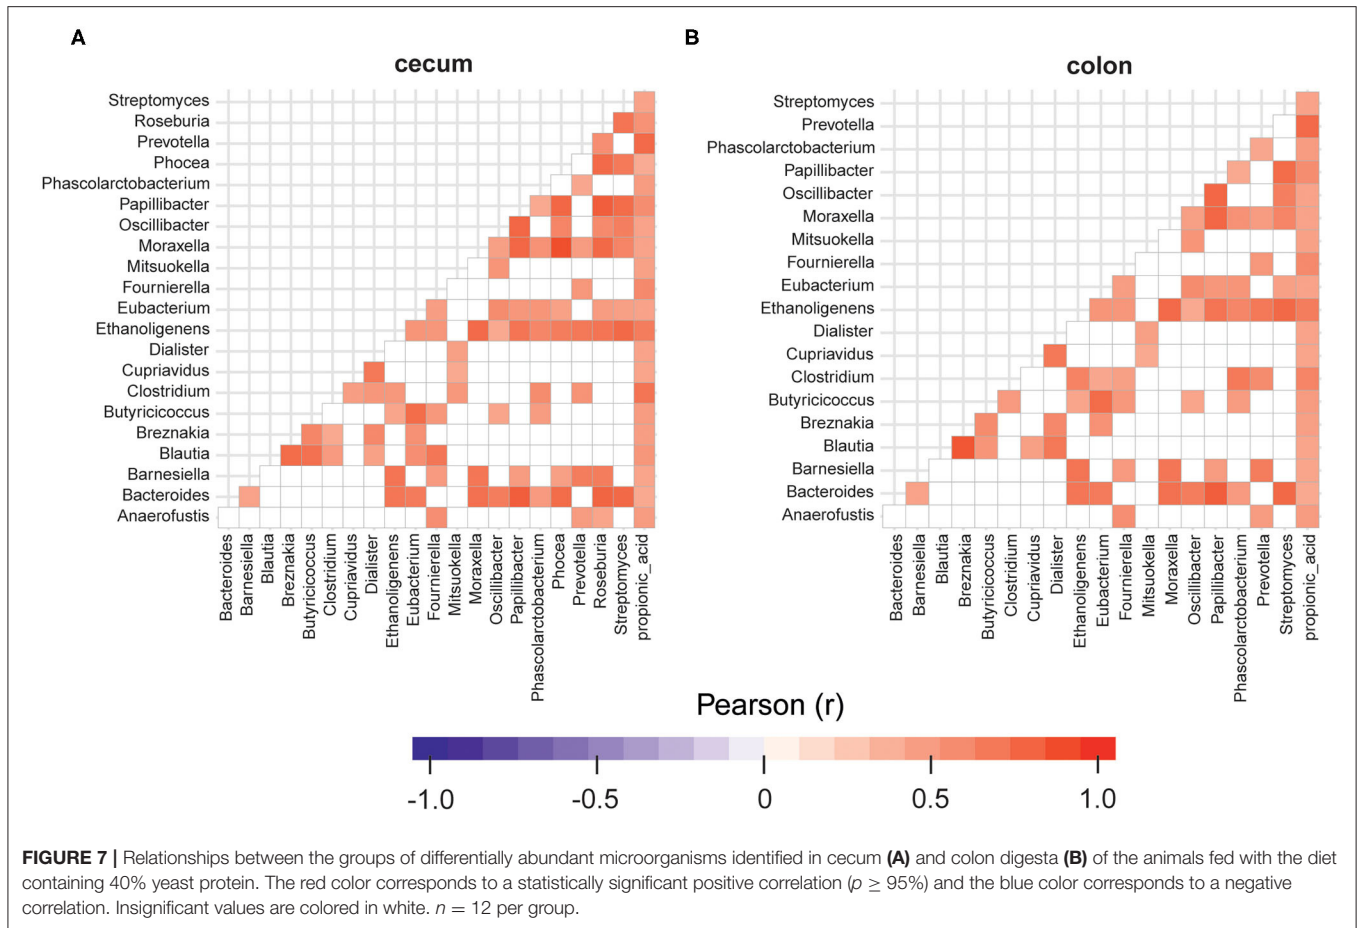 A
cecum
Streptomyces
Roseburia
Prevotella
Phocea
Phascolarctobacterium
Papillibacter
Oscillibacter
Moraxella
Mitsuokella
Fournierella
Eubacterium
Ethanoligenens
Dialister
Cupriavidus
Clostridium
Butyricicoccus
Breznakia
Blautia
Barnesiella
Bacteroides
Anaerofustis
Bacteroides
Barnesiella
Blautia
Breznakia
Butyricicoccus
Clostridium
Cupriavidus
Dialister
Ethanoligenens
Eubacterium
Fournierella
Mitsuokella
Moraxella
Oscillibacter
Papillibacter
Phascolarctobacterium
Phocea
Prevotella
Roseburia
Streptomyces
propionic_acid
B
colon
Streptomyces
Prevotella
Phascolarctobacterium
Papillibacter
Oscillibacter
Moraxella
Mitsuokella
Fournierella
Eubacterium
Ethanoligenens
Dialister
Cupriavidus
Clostridium
Butyricicoccus
Breznakia
Blautia
Barnesiella
Bacteroides
Anaerofustis
Bacteroides
Barnesiella
Blautia
Breznakia
Butyricicoccus
Clostridium
Cupriavidus
Dialister
Ethanoligenens
Eubacterium
Fournierella
Mitsuokella
Moraxella
Oscillibacter
Papillibacter
Phascolarctobacterium
Prevotella
Streptomyces
propionic_acid
Pearson (r)
-1.0 -0.5 0 0.5 1.0
FIGURE 7 | Relationships between the groups of differentially abundant microorganisms identified in cecum (A) and colon digesta (B) of the animals fed with the diet
containing 40% yeast protein. The red color corresponds to a statistically significant positive correlation (p ≥ 95%) and the blue color corresponds to a negative
correlation. Insignificant values are colored in white. n = 12 per group.